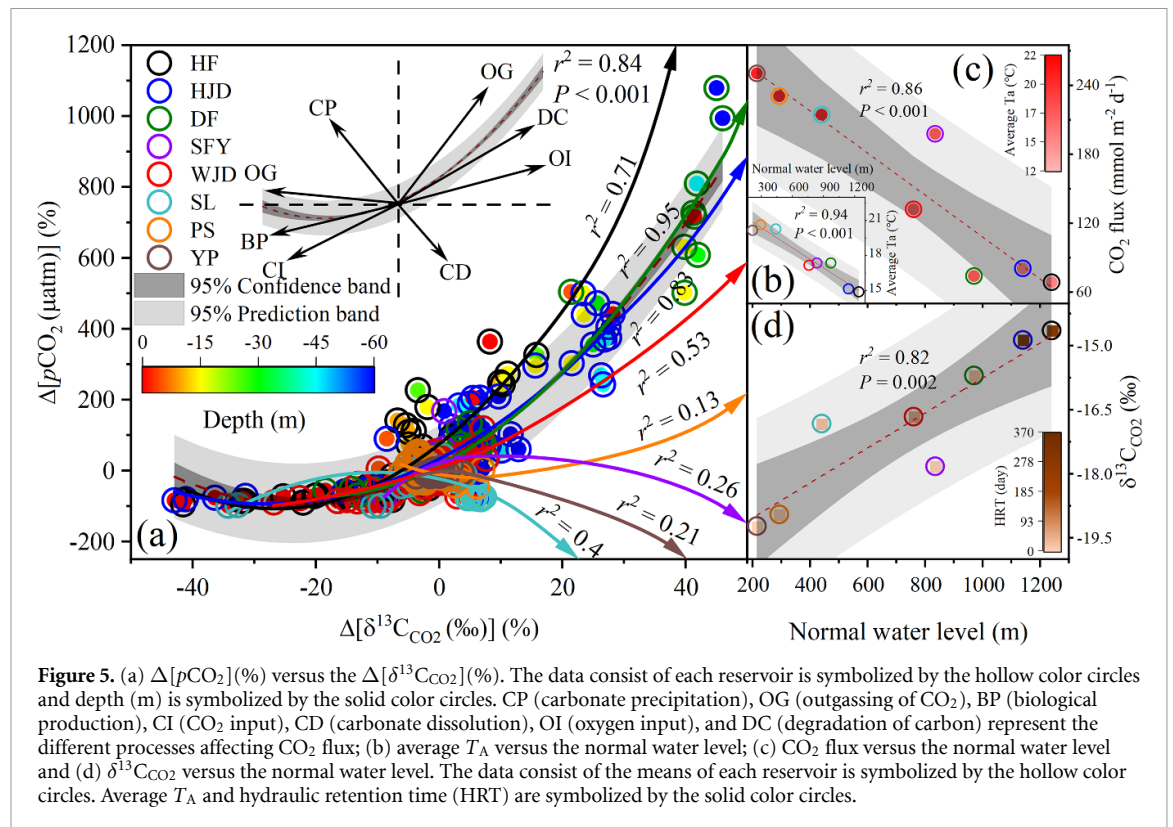 1200
1000
800
600
400
200
0
-200
Δ[pCO₂ (μatm)] (%)
HF
HJD
DF
SFY
WJD
SL
PS
YP
95% Confidence band
95% Prediction band
0 -15 -30 -45 -60
Depth (m)
CP
OG
DC
OI
OG
BP
CI
CD
r² = 0.84
P < 0.001
r² = 0.71
r² = 0.95
r² = 0.83
r² = 0.53
r² = 0.13
r² = 0.26
r² = 0.21
r² = 0.4
(a)
-40 -20 0 20 40
Δ[δ¹³C_CO2 (‰)] (%)
(c)
r² = 0.86
P < 0.001
Average Ta (°C)
22
19
17
14
12
240
180
120
60
CO₂ flux (mmol m⁻² d⁻¹)
Normal water level (m)
300 600 900 1200
r² = 0.94
P < 0.001
21
18
15
Average Ta (°C)
(b)
(d)
r² = 0.82
P = 0.002
HRT (day)
370
278
185
93
0
-15.0
-16.5
-18.0
-19.5
δ¹³C_CO2 (‰)
200 400 600 800 1000 1200
Normal water level (m)
Figure 5. (a) Δ[pCO₂](%) versus the Δ[δ¹³C_CO2](%). The data consist of each reservoir is symbolized by the hollow color circles
and depth (m) is symbolized by the solid color circles. CP (carbonate precipitation), OG (outgassing of CO₂), BP (biological
production), CI (CO₂ input), CD (carbonate dissolution), OI (oxygen input), and DC (degradation of carbon) represent the
different processes affecting CO₂ flux; (b) average T_A versus the normal water level; (c) CO₂ flux versus the normal water level
and (d) δ¹³C_CO2 versus the normal water level. The data consist of the means of each reservoir is symbolized by the hollow color
circles. Average T_A and hydraulic retention time (HRT) are symbolized by the solid color circles.